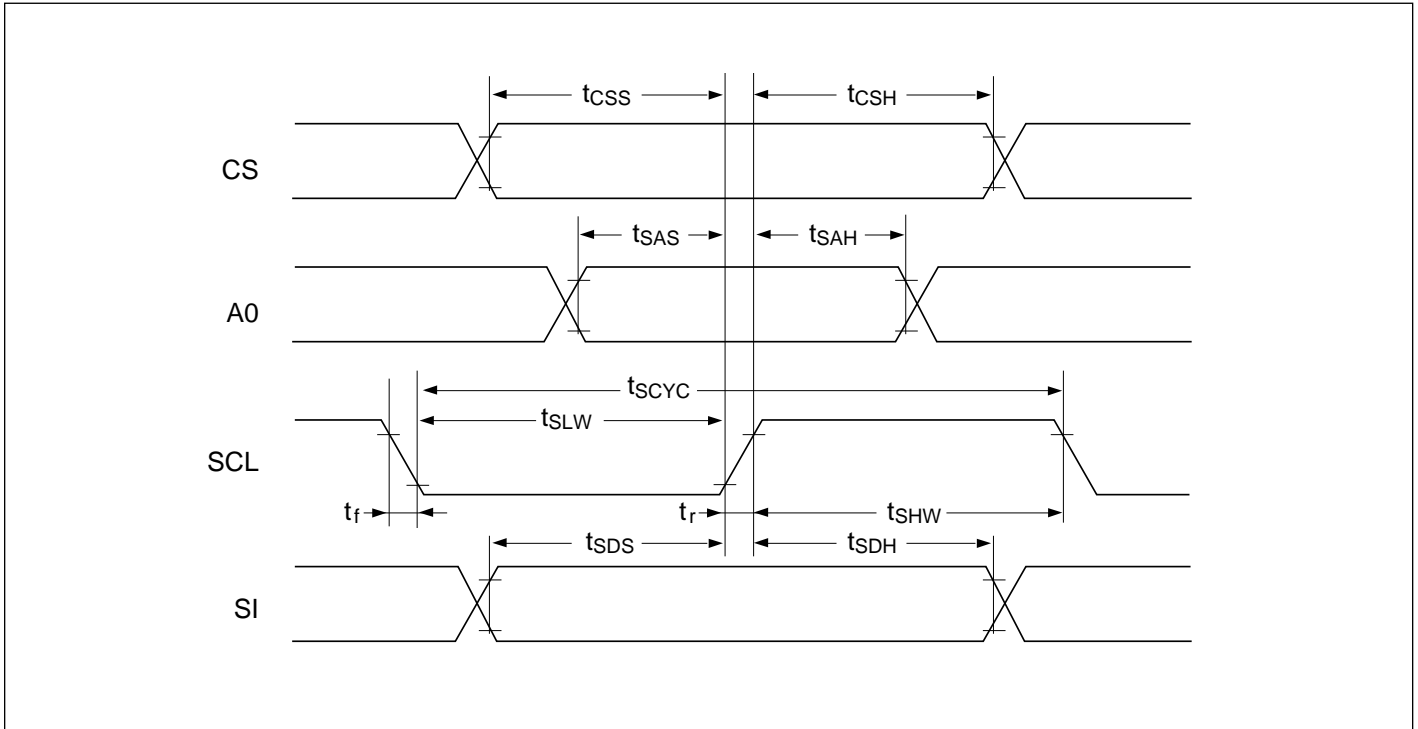 tCSS tCSH
CS
tSAS tSAH
A0
tSCYC
tSLW
SCL
tf tr tSHW
tSDS tSDH
SI